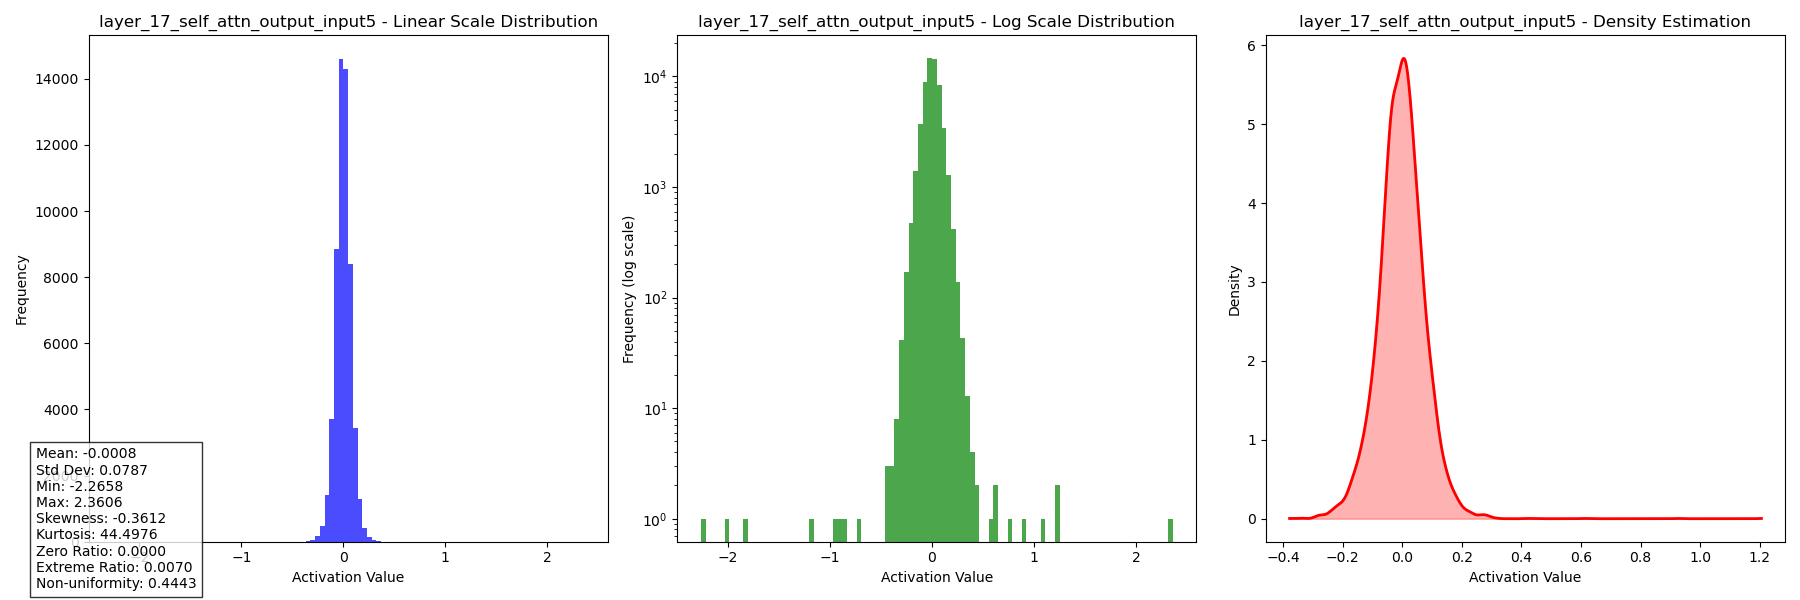 layer_17_self_attn_output_input5 - Linear Scale Distribution
14000
12000
10000
8000
6000
4000
Frequency
−1
0
1
2
Activation Value
Mean: -0.0008
Std Dev: 0.0787
Min: -2.2658
Max: 2.3606
Skewness: -0.3612
Kurtosis: 44.4976
Zero Ratio: 0.0000
Extreme Ratio: 0.0070
Non-uniformity: 0.4443
layer_17_self_attn_output_input5 - Log Scale Distribution
10⁴
10³
10²
10¹
10⁰
Frequency (log scale)
−2
−1
0
1
2
Activation Value
layer_17_self_attn_output_input5 - Density Estimation
6
5
4
3
2
1
0
Density
−0.4
−0.2
0.0
0.2
0.4
0.6
0.8
1.0
1.2
Activation Value